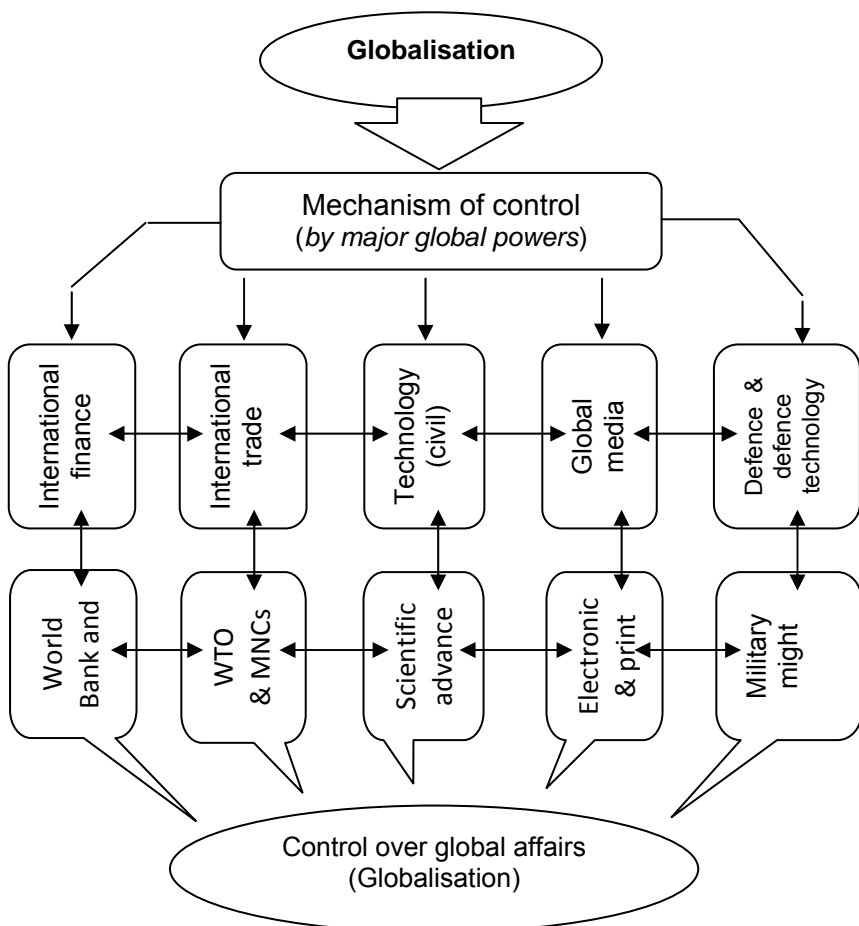 Globalisation
Mechanism of control
(by major global powers)
International
finance
International
trade
Technology
(civil)
Global
media
Defence & 
defence
technology
World
Bank and
WTO
& MNCs
Scientific
advance
Electronic
& print
Military
might
Control over global affairs
(Globalisation)